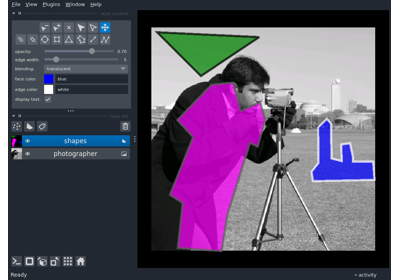 File View Plugins Window Help
opacity: 0.70
edge width:
blending: translucent
face color: blue
edge color: white
display text:
shapes
photographer
Ready
activity